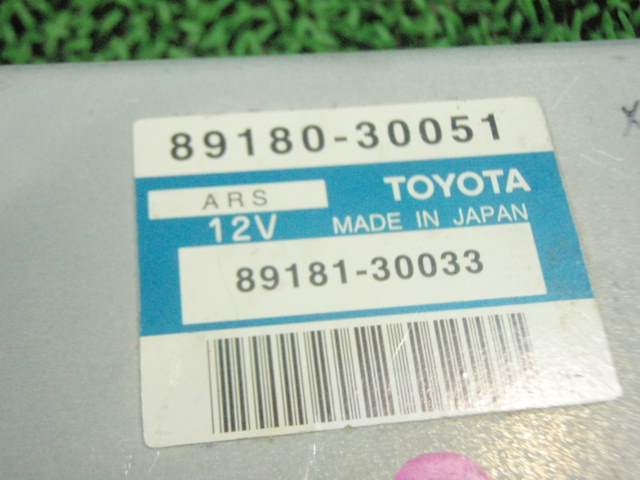 89180-30051
ARS TOYOTA
12V MADE IN JAPAN
89181-30033